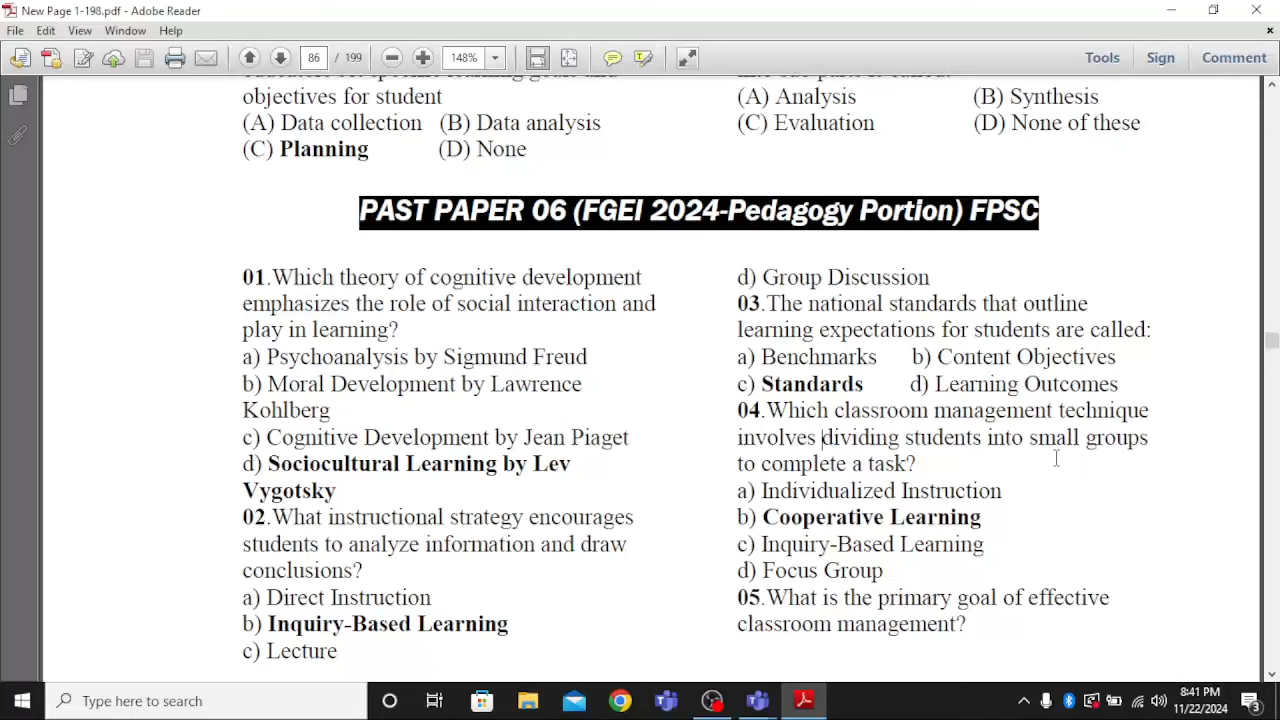 New Page 1-198.pdf - Adobe Reader
File Edit View Window Help
86 / 199 148% Tools Sign Comment
objectives for student
(A) Data collection (B) Data analysis
(C) Planning (D) None
(A) Analysis (B) Synthesis
(C) Evaluation (D) None of these
PAST PAPER 06 (FGEI 2024-Pedagogy Portion) FPSC
01.Which theory of cognitive development
emphasizes the role of social interaction and
play in learning?
a) Psychoanalysis by Sigmund Freud
b) Moral Development by Lawrence
Kohlberg
c) Cognitive Development by Jean Piaget
d) Sociocultural Learning by Lev
Vygotsky
02.What instructional strategy encourages
students to analyze information and draw
conclusions?
a) Direct Instruction
b) Inquiry-Based Learning
c) Lecture
d) Group Discussion
03.The national standards that outline
learning expectations for students are called:
a) Benchmarks b) Content Objectives
c) Standards d) Learning Outcomes
04.Which classroom management technique
involves dividing students into small groups
to complete a task?
a) Individualized Instruction
b) Cooperative Learning
c) Inquiry-Based Learning
d) Focus Group
05.What is the primary goal of effective
classroom management?
Type here to search
8:41 PM
11/22/2024
3